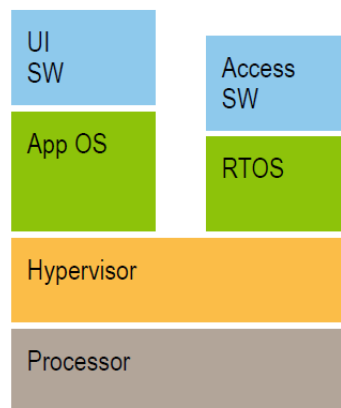 UI
SW
Access
SW
App OS
RTOS
Hypervisor
Processor